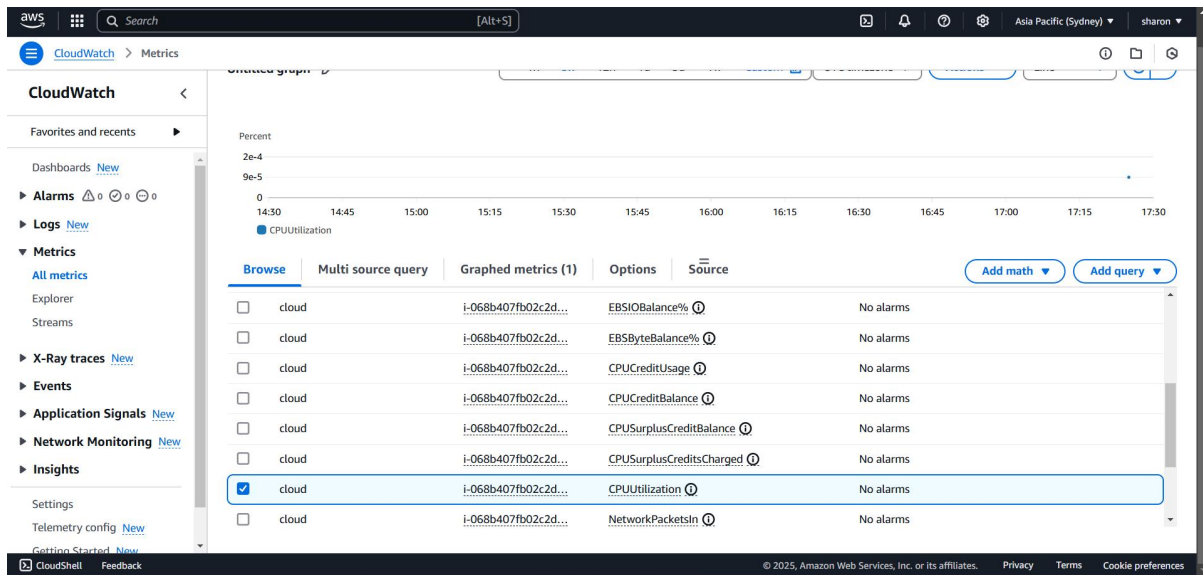 aws Search [Alt+S] Asia Pacific (Sydney) sharon
CloudWatch > Metrics
Untitled graph
CloudWatch
Favorites and recents
Dashboards New
Alarms 0 0 0
Logs New
Metrics
All metrics
Explorer
Streams
X-Ray traces New
Events
Application Signals New
Network Monitoring New
Insights
Settings
Telemetry config New
Getting Started New
Percent
2e-4
9e-5
0
14:30 14:45 15:00 15:15 15:30 15:45 16:00 16:15 16:30 16:45 17:00 17:15 17:30
CPUUtilization
Browse Multi source query Graphed metrics (1) Options Source Add math Add query
cloud i-068b407fb02c2d... EBSIOBalance% No alarms
cloud i-068b407fb02c2d... EBSByteBalance% No alarms
cloud i-068b407fb02c2d... CPUCreditUsage No alarms
cloud i-068b407fb02c2d... CPUCreditBalance No alarms
cloud i-068b407fb02c2d... CPUSurplusCreditBalance No alarms
cloud i-068b407fb02c2d... CPUSurplusCreditsCharged No alarms
cloud i-068b407fb02c2d... CPUUtilization No alarms
cloud i-068b407fb02c2d... NetworkPacketsIn No alarms
CloudShell Feedback © 2025, Amazon Web Services, Inc. or its affiliates. Privacy Terms Cookie preferences